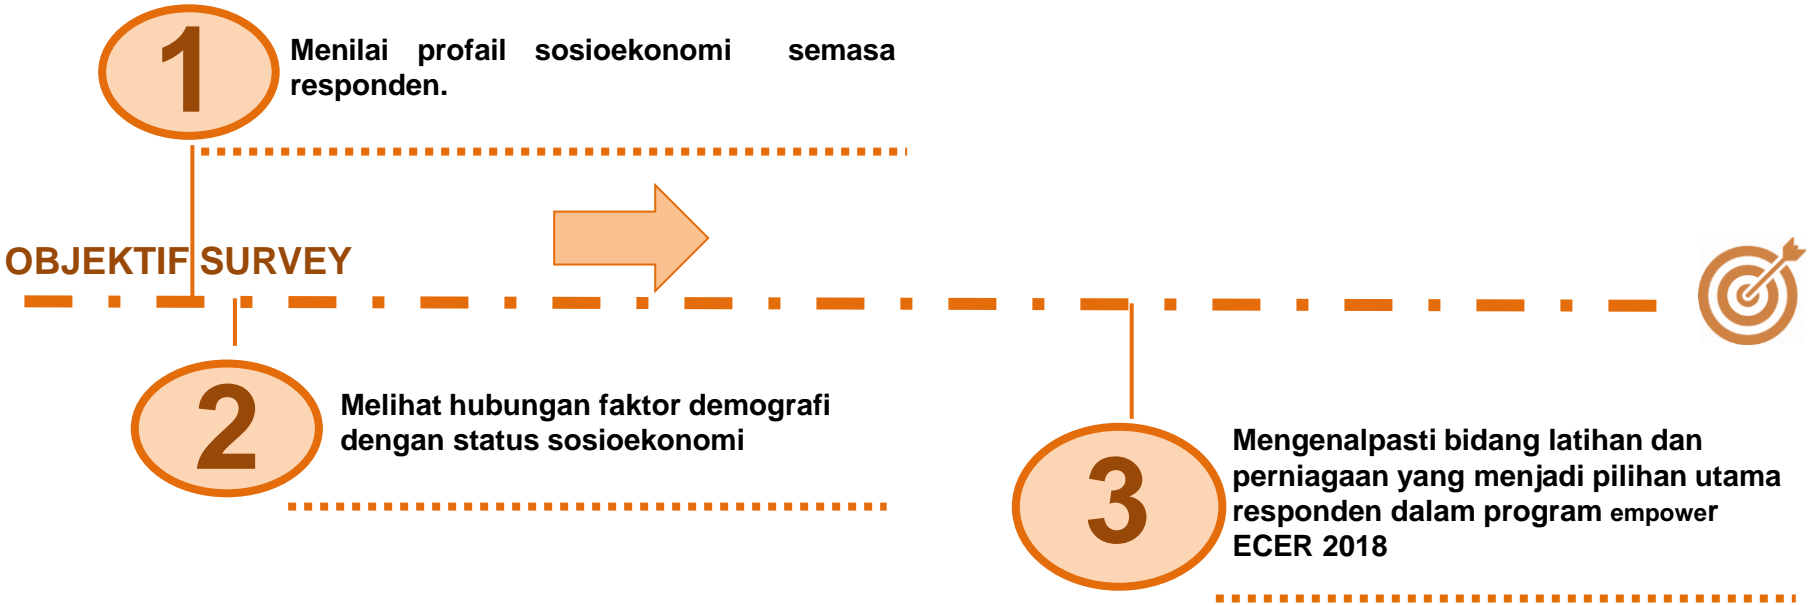 1
Menilai profail sosioekonomi semasa
responden.
OBJEKTIF SURVEY
2
Melihat hubungan faktor demografi
dengan status sosioekonomi
3
Mengenalpasti bidang latihan dan
perniagaan yang menjadi pilihan utama
responden dalam program empower
ECER 2018